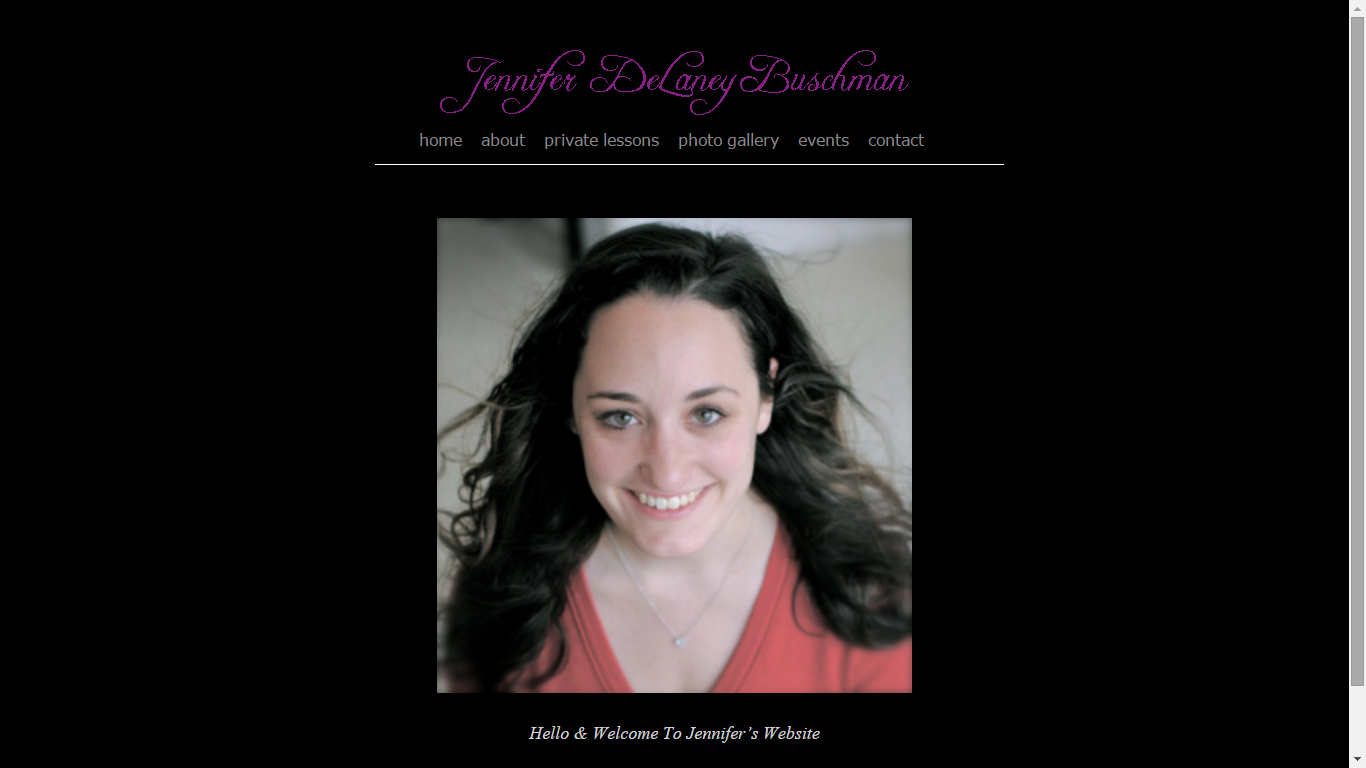 Jennifer DeLaney Buschman
home about private lessons photo gallery events contact
Hello & Welcome To Jennifer's Website